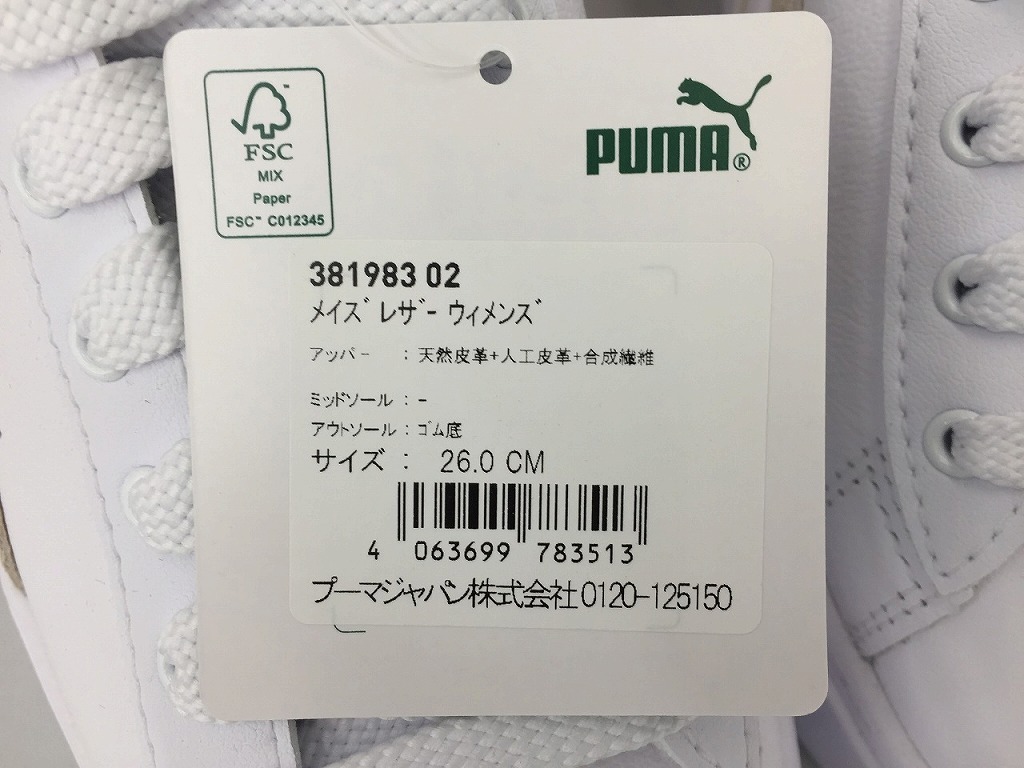 FSC
MIX
Paper
FSC™ C012345
PUMA®
381983 02
メイズ レザー ウィメンズ
アッパー : 天然皮革+人工皮革+合成繊維
ミッドソール : -
アウトソール : ゴム底
サイズ : 26.0 CM
4 063699 783513
プーマジャパン株式会社0120-125150